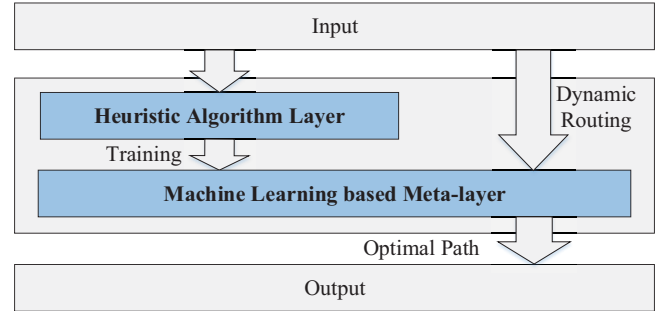 Input
Heuristic Algorithm Layer
Dynamic
Routing
Training
Machine Learning based Meta-layer
Optimal Path
Output